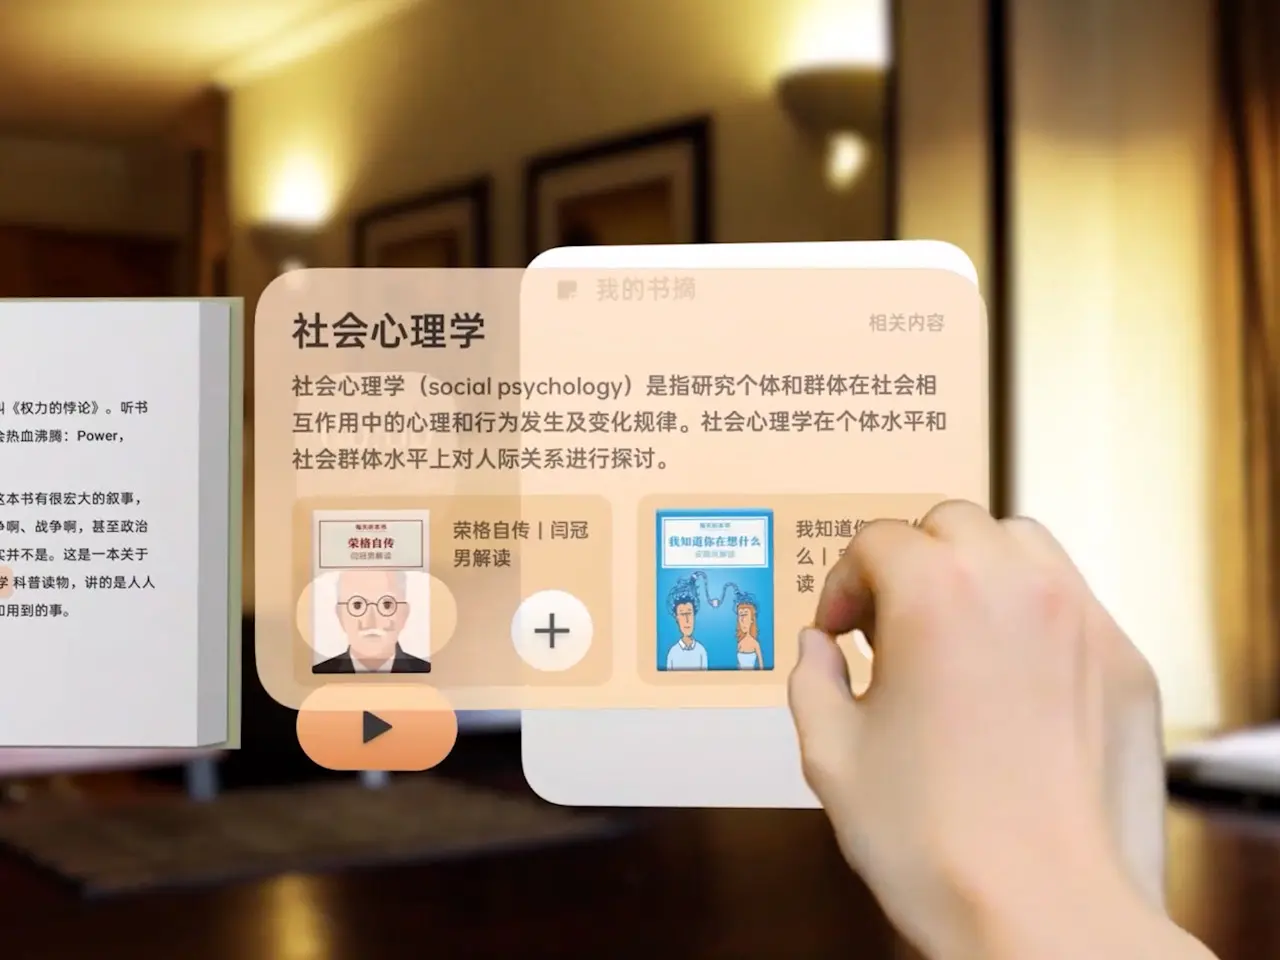 我的书摘
社会心理学
相关内容
社会心理学（social psychology）是指研究个体和群体在社会相
互作用中的心理和行为发生及变化规律。社会心理学在个体水平和
社会群体水平上对人际关系进行探讨。
荣格自传
闫冠男解读
荣格自传 | 闫冠
男解读
我知道你在想什么
我知道你
么 |
读
《权力的悖论》。听书
会热血沸腾：Power，
这本书有很宏大的叙事，
争啊、战争啊，甚至政治
实并不是。这是一本关于
学 科普读物，讲的是人人
和用到的事。